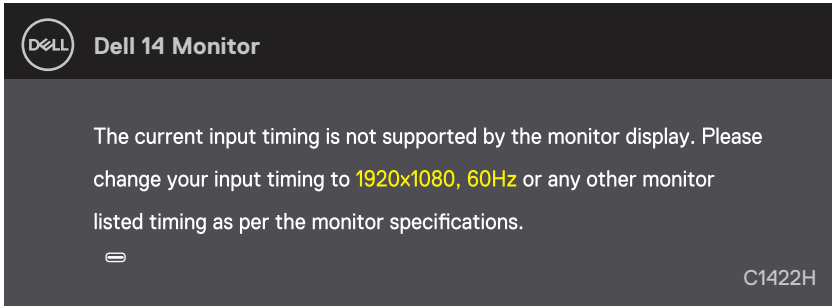 DELL
Dell 14 Monitor
The current input timing is not supported by the monitor display. Please
change your input timing to 1920x1080, 60Hz or any other monitor
listed timing as per the monitor specifications.
C1422H